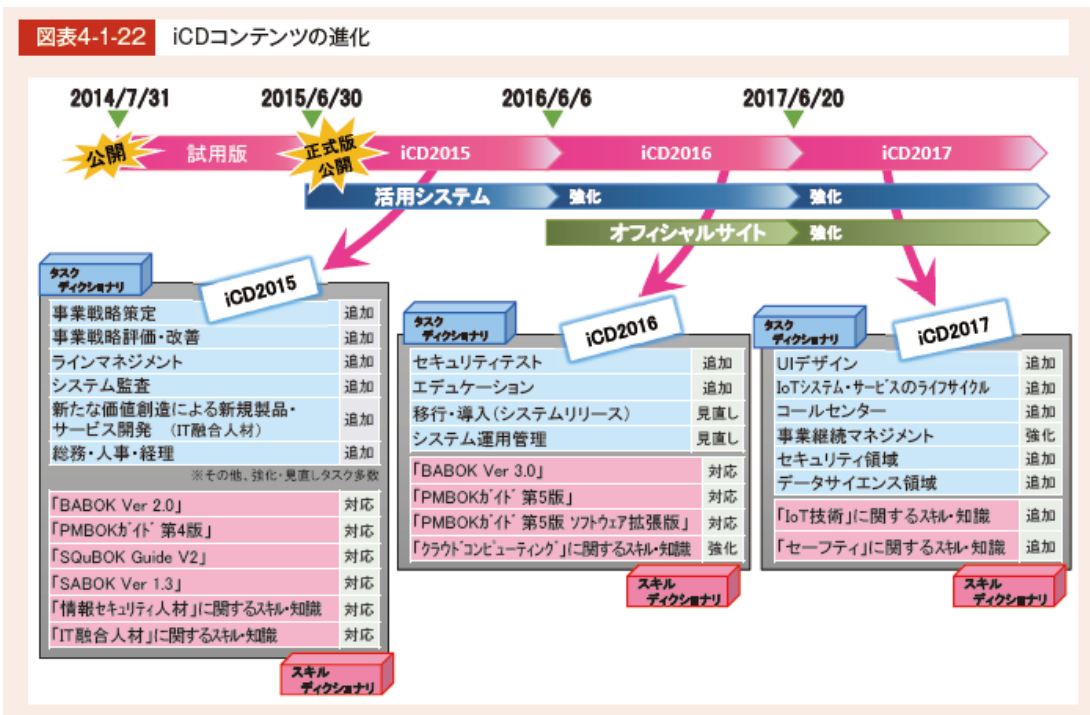 図表4-1-22 iCDコンテンツの進化
2014/7/31 2015/6/30 2016/6/6 2017/6/20
公開 試用版 正式版 iCD2015 iCD2016 iCD2017
公開
活用システム 強化 強化
オフィシャルサイト 強化
タスク
ディクショナリ
iCD2015
事業戦略策定 追加
事業戦略評価・改善 追加
ラインマネジメント 追加
システム監査 追加
新たな価値創造による新規製品・
サービス開発 (IT融合人材) 追加
総務・人事・経理 追加
※その他、強化・見直しタスク多数
「BABOK Ver 2.0」 対応
「PMBOKガイド 第4版」 対応
「SQuBOK Guide V2」 対応
「SABOK Ver 1.3」 対応
「情報セキュリティ人材」に関するスキル・知識 対応
「IT融合人材」に関するスキル・知識 対応
スキル
ディクショナリ
タスク
ディクショナリ
iCD2016
セキュリティテスト 追加
エデュケーション 追加
移行・導入(システムリリース) 見直し
システム運用管理 見直し
「BABOK Ver 3.0」 対応
「PMBOKガイド 第5版」 対応
「PMBOKガイド 第5版 ソフトウェア拡張版」 対応
「クラウドコンピューティング」に関するスキル・知識 強化
スキル
ディクショナリ
タスク
ディクショナリ
iCD2017
UIデザイン 追加
IoTシステム・サービスのライフサイクル 追加
コールセンター 追加
事業継続マネジメント 強化
セキュリティ領域 追加
データサイエンス領域 追加
「IoT技術」に関するスキル・知識 追加
「セーフティ」に関するスキル・知識 追加
スキル
ディクショナリ